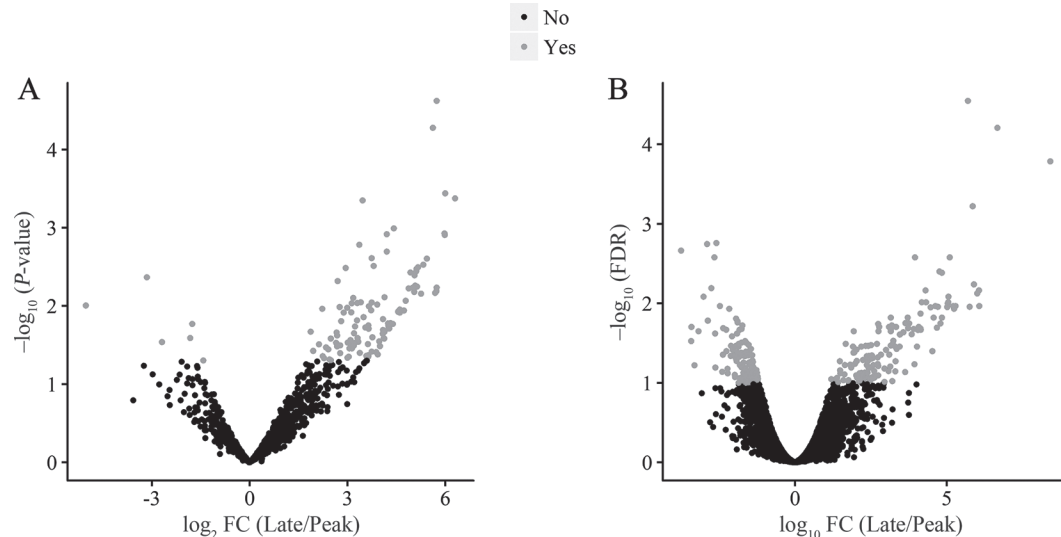 No
Yes
A
B
4
3
2
1
0
−log₁₀ (P-value)
-3
0
3
6
log₂ FC (Late/Peak)
4
3
2
1
0
−log₁₀ (FDR)
0
5
log₁₀ FC (Late/Peak)